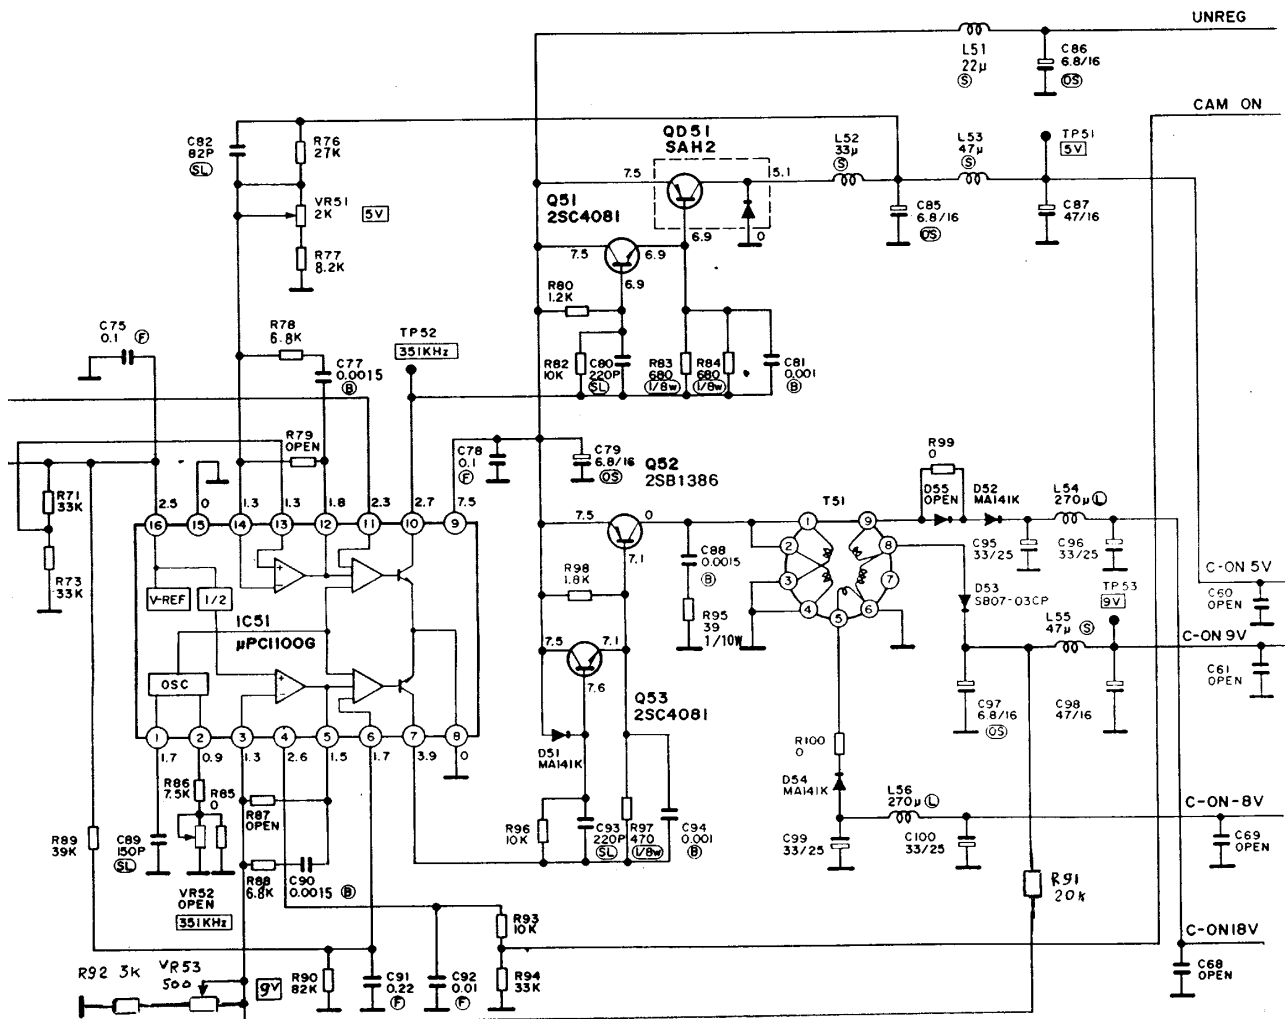 UNREG
L51
22μ
S
C86
6.8/16
OS
CAM ON
C82
82P
SL
R76
27K
QD51
SAH2
L52
33μ
S
L53
47μ
S
TP51
5V
7.5
5.1
VR51
2K
5V
Q51
2SC4081
C85
6.8/16
OS
C87
47/16
0
R77
8.2K
6.9
7.5
6.9
6.9
R80
1.2K
C75
0.1
F
R78
6.8K
TP52
351KHz
C77
0.0015
B
R82
10K
C80
220P
SL
R83
680
1/8W
R84
680
1/8W
C81
0.001
B
R79
OPEN
C78
0.1
F
C79
6.8/16
OS
Q52
2SB1386
R99
0
D55
OPEN
D52
MA141K
L54
270μ L
T51
R71
33K
2.5
0
1.3
1.3
1.8
2.3
2.7
7.5
16
15
14
13
12
11
10
9
7.5
0
7.1
1
9
2
8
3
7
4
6
5
C88
0.0015
B
C95
33/25
C96
33/25
R73
33K
V-REF
1/2
IC51
μPC1100G
OSC
R98
1.8K
R95
39
1/10W
D53
SB07-03CP
TP53
9V
C-ON 5V
C60
OPEN
L55
47μ S
C-ON 9V
C61
OPEN
7.5
7.1
7.6
Q53
2SC4081
C97
6.8/16
OS
C98
47/16
1
2
3
4
5
6
7
8
1.7
0.9
1.3
2.6
1.5
1.7
3.9
0
D51
MA141K
R100
0
D54
MA141K
R86
7.5K
R85
0
R87
OPEN
L56
270μ L
C-ON-8V
R89
39K
C89
150P
SL
R88
6.8K
C90
0.0015 B
R96
10K
C93
220P
SL
R97
470
1/8W
C94
0.001
B
C99
33/25
C100
33/25
C69
OPEN
VR52
OPEN
351KHz
R91
20K
R93
10K
C-ON18V
R92 3K
VR53
500
9V
R90
82K
C91
0.22
F
C92
0.01
F
R94
33K
C68
OPEN